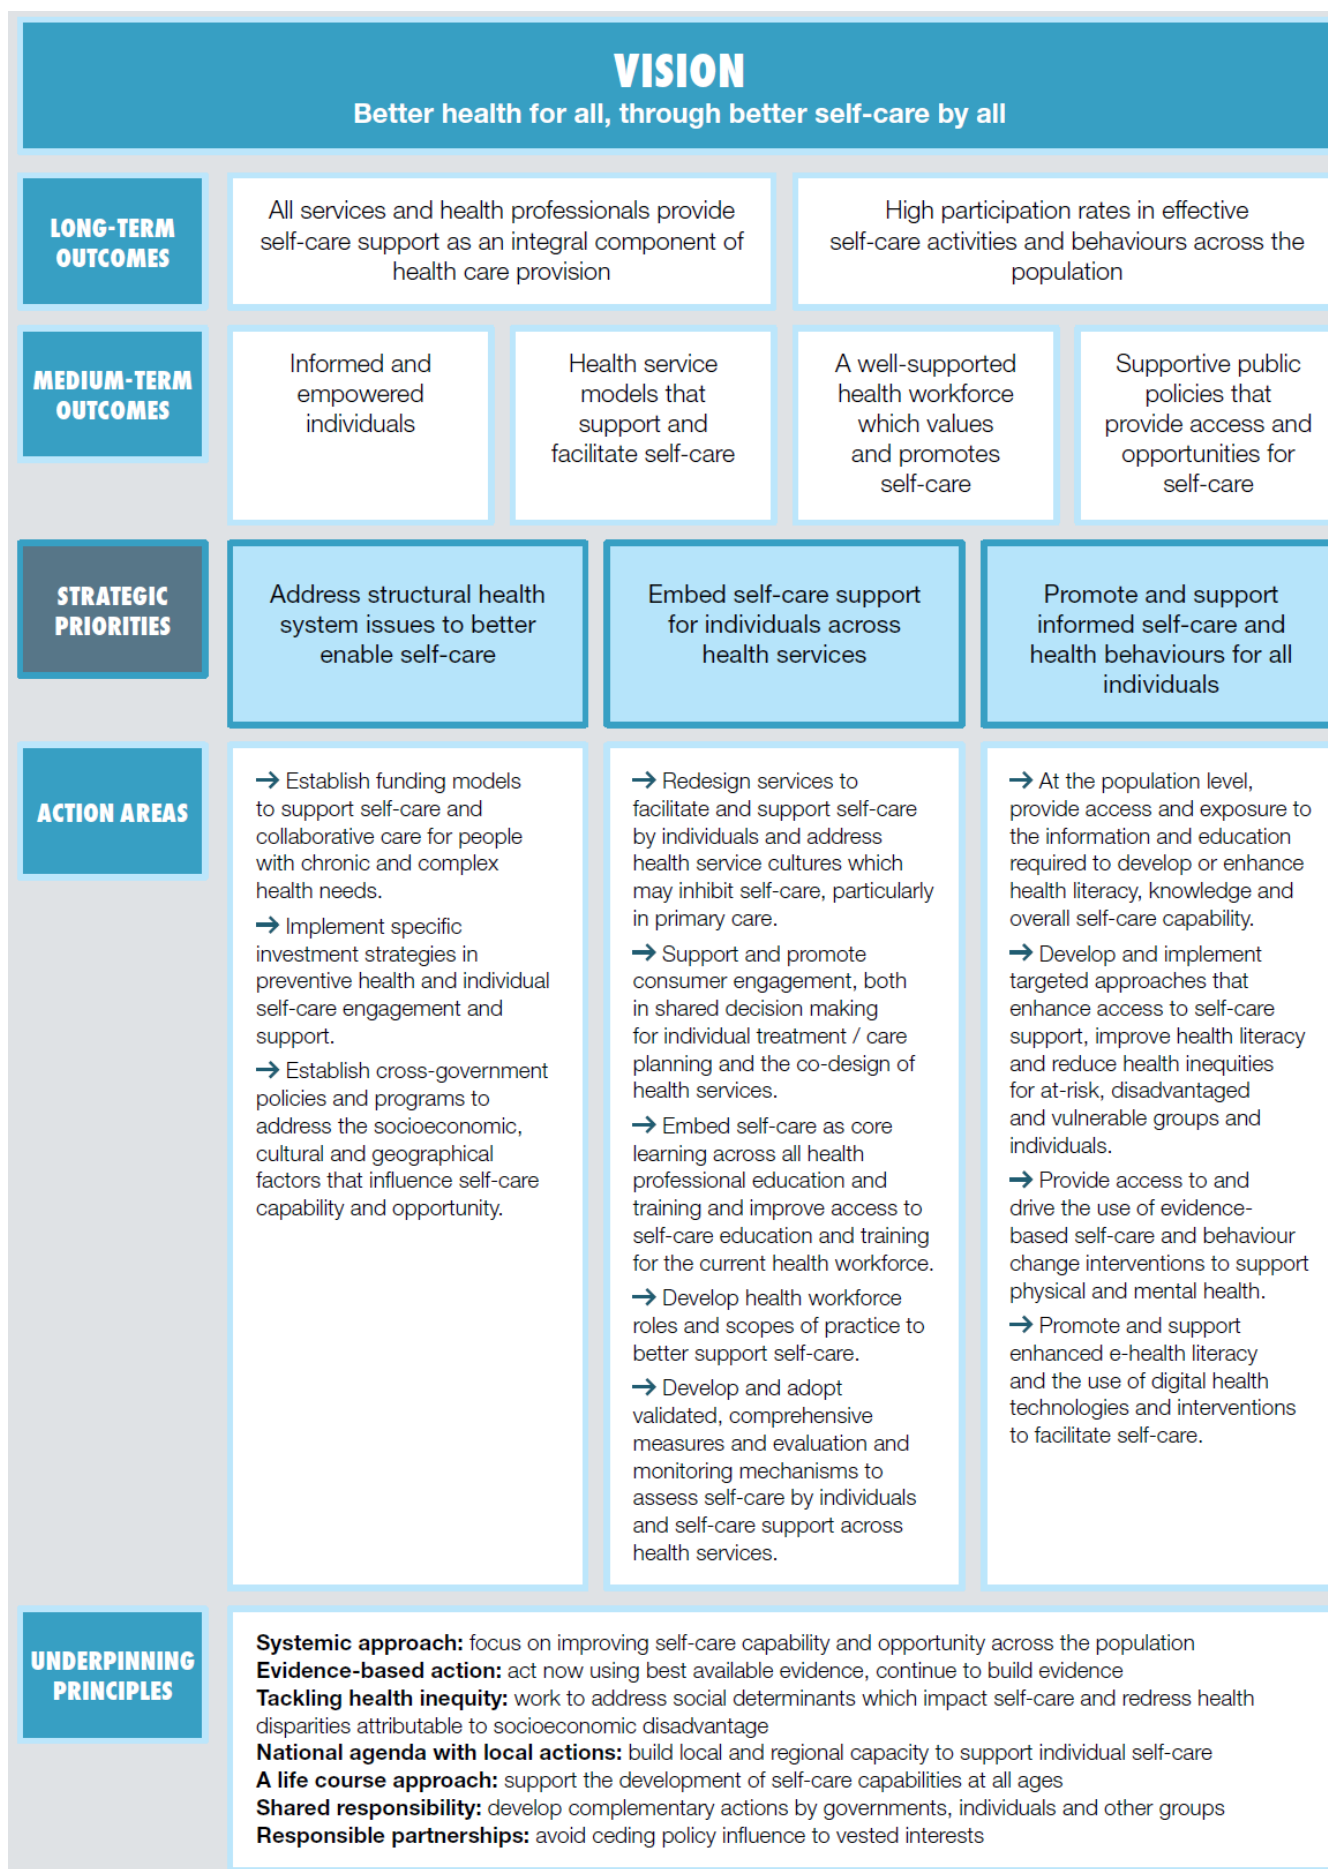 VISION
Better health for all, through better self-care by all
LONG-TERM
OUTCOMES
All services and health professionals provide
self-care support as an integral component of
health care provision
High participation rates in effective
self-care activities and behaviours across the
population
MEDIUM-TERM
OUTCOMES
Informed and
empowered
individuals
Health service
models that
support and
facilitate self-care
A well-supported
health workforce
which values
and promotes
self-care
Supportive public
policies that
provide access and
opportunities for
self-care
STRATEGIC
PRIORITIES
Address structural health
system issues to better
enable self-care
Embed self-care support
for individuals across
health services
Promote and support
informed self-care and
health behaviours for all
individuals
ACTION AREAS
→ Establish funding models
to support self-care and
collaborative care for people
with chronic and complex
health needs.
→ Implement specific
investment strategies in
preventive health and individual
self-care engagement and
support.
→ Establish cross-government
policies and programs to
address the socioeconomic,
cultural and geographical
factors that influence self-care
capability and opportunity.
→ Redesign services to
facilitate and support self-care
by individuals and address
health service cultures which
may inhibit self-care, particularly
in primary care.
→ Support and promote
consumer engagement, both
in shared decision making
for individual treatment / care
planning and the co-design of
health services.
→ Embed self-care as core
learning across all health
professional education and
training and improve access to
self-care education and training
for the current health workforce.
→ Develop health workforce
roles and scopes of practice to
better support self-care.
→ Develop and adopt
validated, comprehensive
measures and evaluation and
monitoring mechanisms to
assess self-care by individuals
and self-care support across
health services.
→ At the population level,
provide access and exposure to
the information and education
required to develop or enhance
health literacy, knowledge and
overall self-care capability.
→ Develop and implement
targeted approaches that
enhance access to self-care
support, improve health literacy
and reduce health inequities
for at-risk, disadvantaged
and vulnerable groups and
individuals.
→ Provide access to and
drive the use of evidence-
based self-care and behaviour
change interventions to support
physical and mental health.
→ Promote and support
enhanced e-health literacy
and the use of digital health
technologies and interventions
to facilitate self-care.
UNDERPINNING
PRINCIPLES
Systemic approach: focus on improving self-care capability and opportunity across the population
Evidence-based action: act now using best available evidence, continue to build evidence
Tackling health inequity: work to address social determinants which impact self-care and redress health
disparities attributable to socioeconomic disadvantage
National agenda with local actions: build local and regional capacity to support individual self-care
A life course approach: support the development of self-care capabilities at all ages
Shared responsibility: develop complementary actions by governments, individuals and other groups
Responsible partnerships: avoid ceding policy influence to vested interests